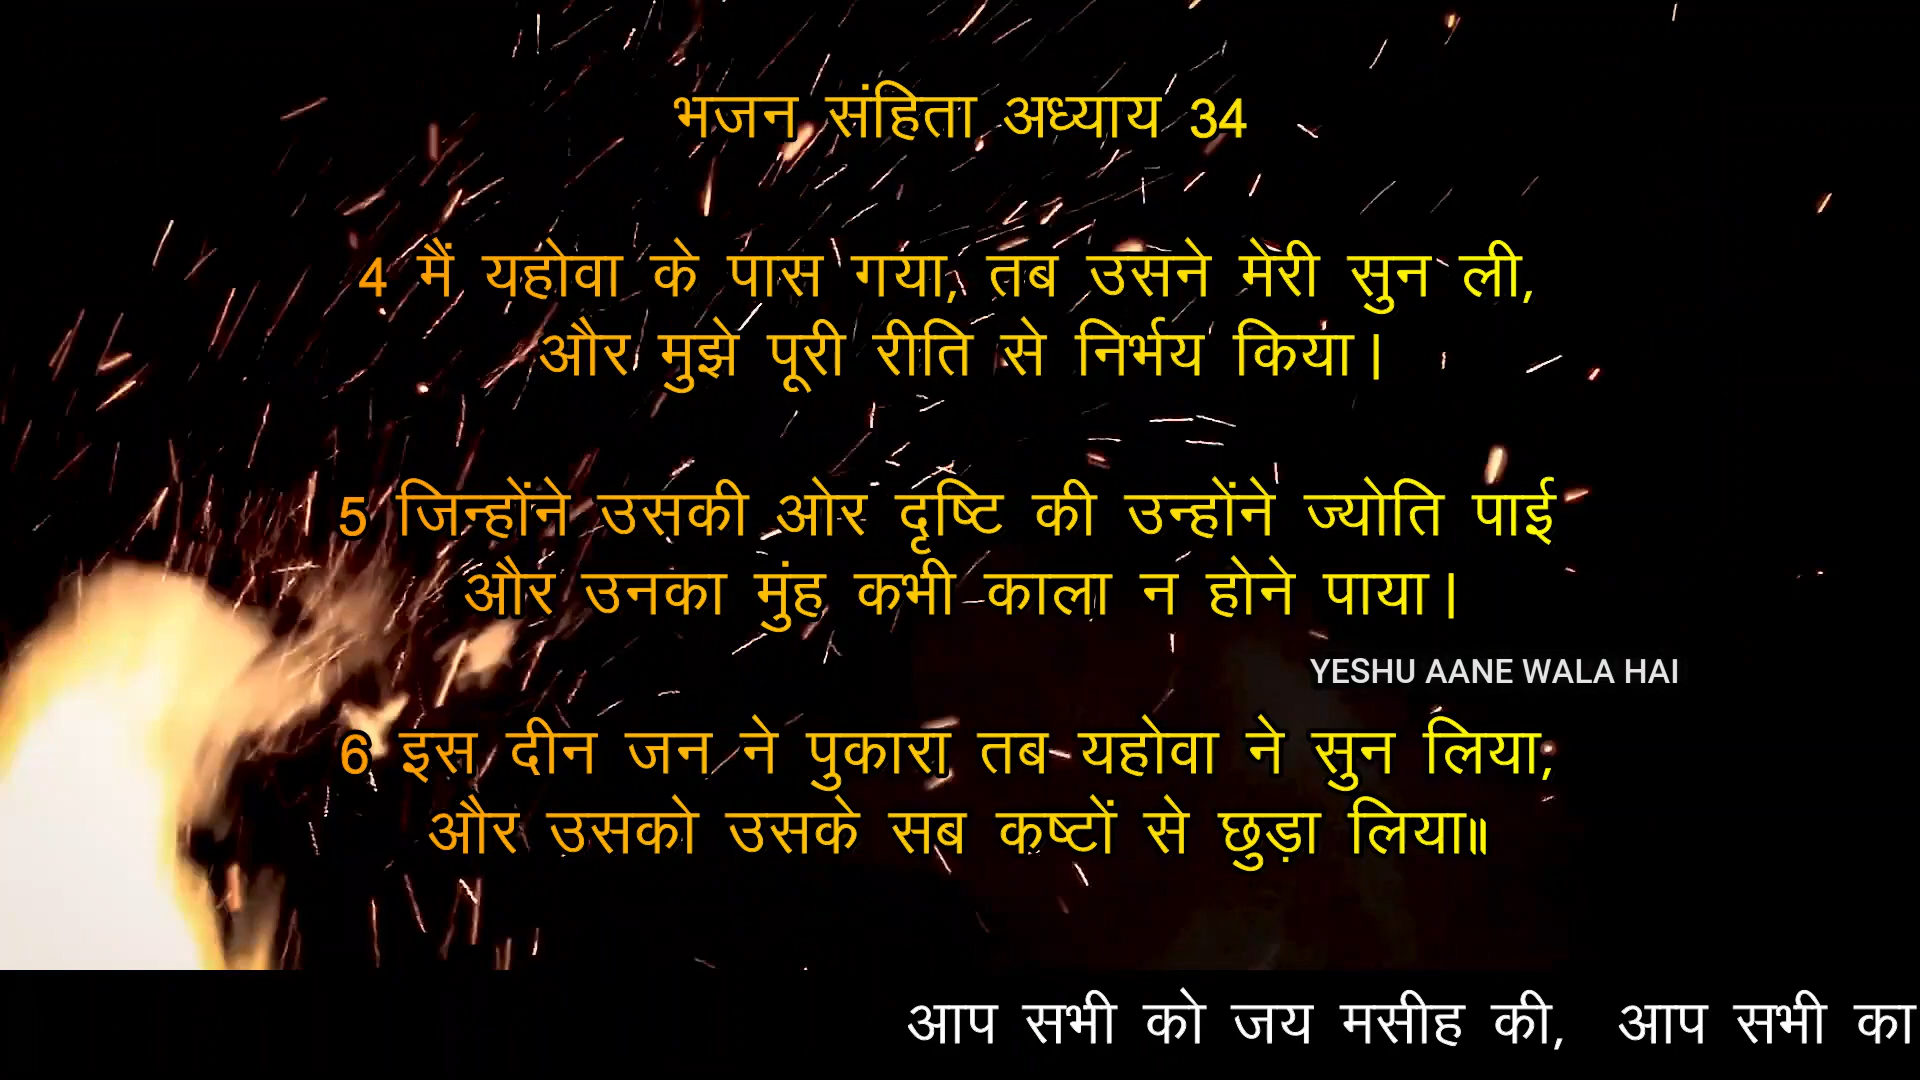 भजन संहिता अध्याय 34
4 मैं यहोवा के पास गया, तब उसने मेरी सुन ली,
और मुझे पूरी रीति से निर्भय किया।
5 जिन्होंने उसकी ओर दृष्टि की उन्होंने ज्योति पाई
और उनका मुंह कभी काला न होने पाया।
YESHU AANE WALA HAI
6 इस दीन जन ने पुकारा तब यहोवा ने सुन लिया,
और उसको उसके सब कष्टों से छुड़ा लिया॥
आप सभी को जय मसीह की, आप सभी का